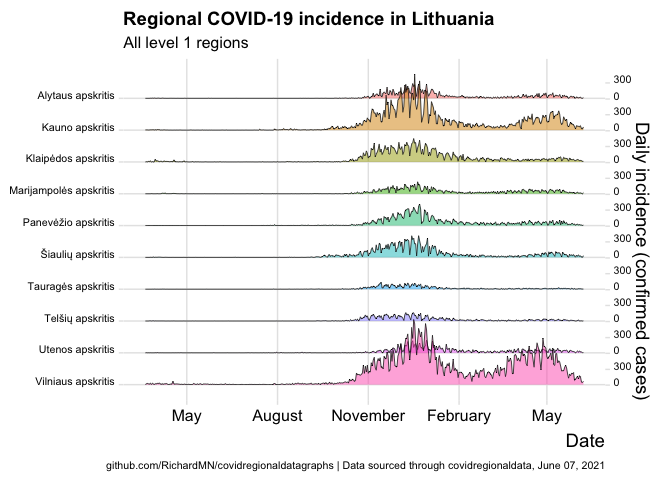 Regional COVID-19 incidence in Lithuania
All level 1 regions
Alytaus apskritis
Kauno apskritis
Klaipėdos apskritis
Marijampolės apskritis
Panevėžio apskritis
Šiaulių apskritis
Tauragės apskritis
Telšių apskritis
Utenos apskritis
Vilniaus apskritis
300
0
300
0
300
0
300
0
300
0
300
0
300
0
300
0
300
0
300
0
Daily incidence (confirmed cases)
May August November February May
Date
github.com/RichardMN/covidregionaldatagraphs | Data sourced through covidregionaldata, June 07, 2021